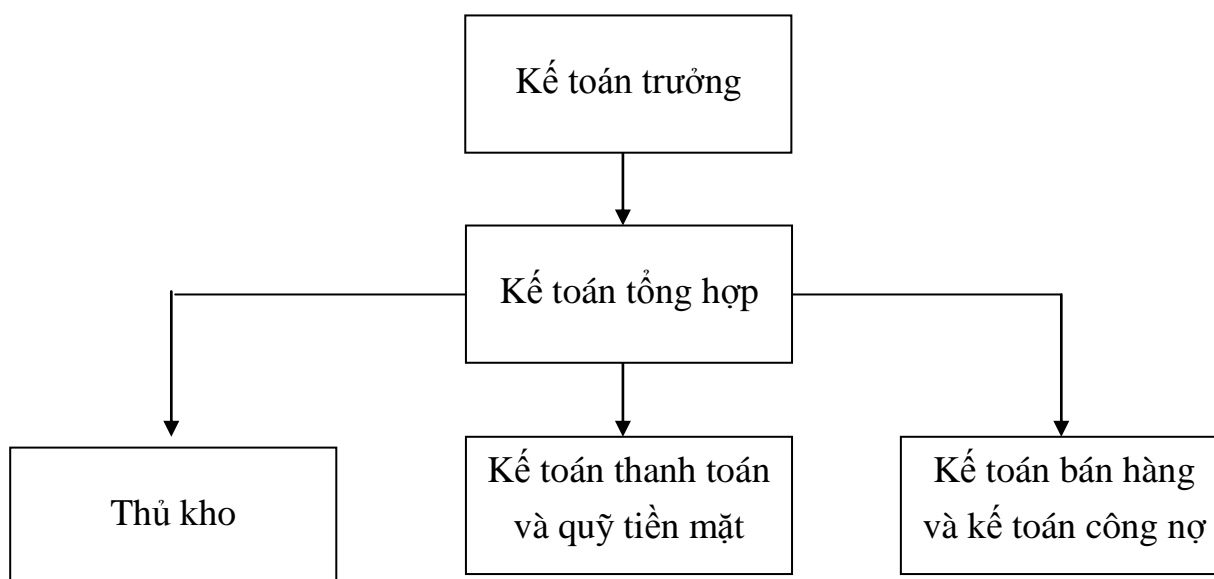 Kế toán trưởng
Kế toán tổng hợp
Thủ kho
Kế toán thanh toán
và quỹ tiền mặt
Kế toán bán hàng
và kế toán công nợ